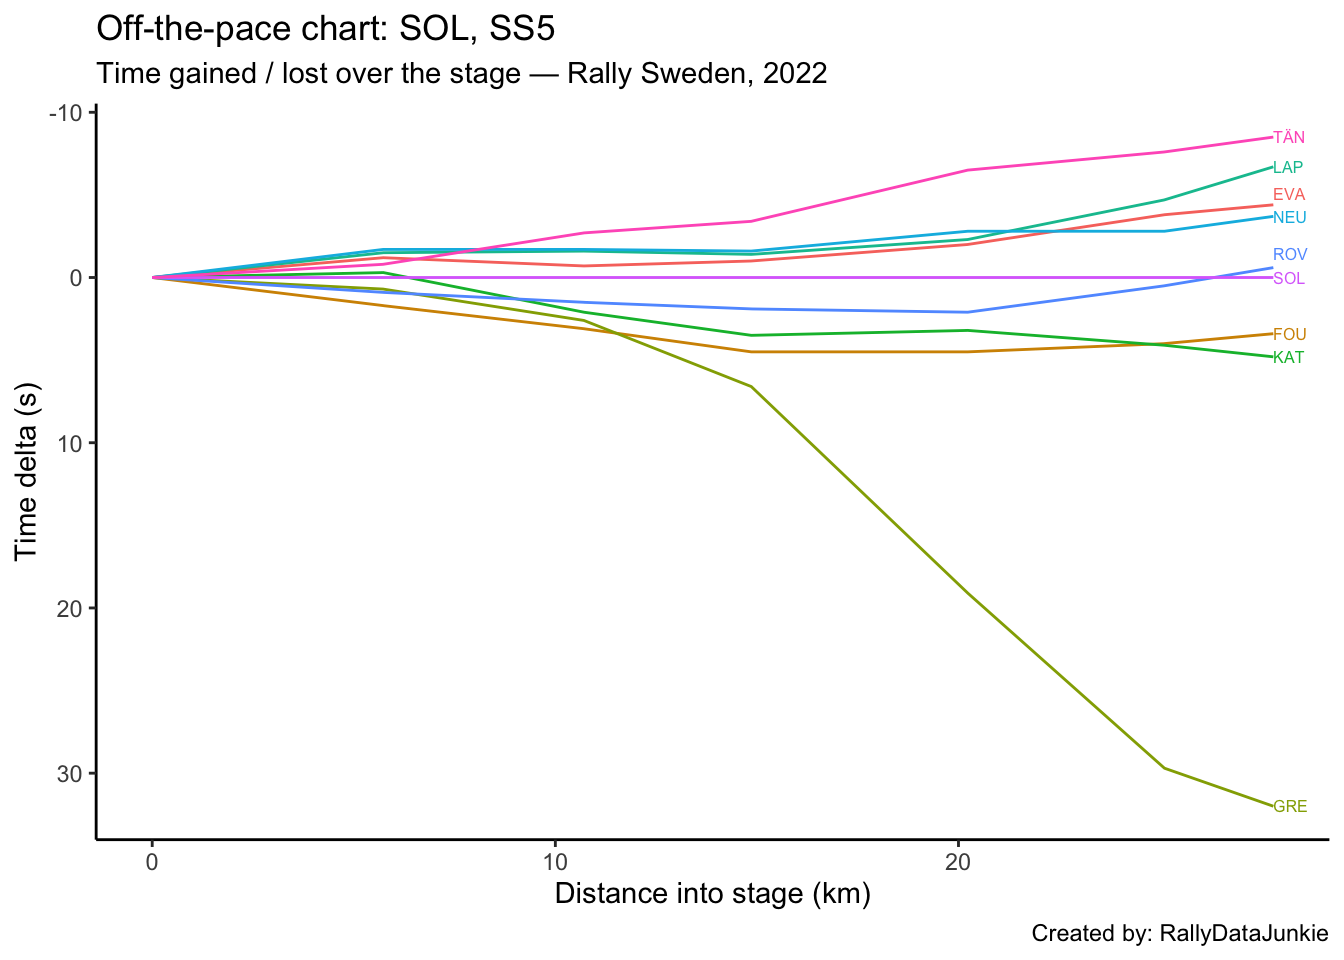 Off-the-pace chart: SOL, SS5
Time gained / lost over the stage — Rally Sweden, 2022
-10
0
10
20
30
Time delta (s)
TÄN
LAP
EVA
NEU
ROV
SOL
FOU
KAT
GRE
0
10
20
Distance into stage (km)
Created by: RallyDataJunkie